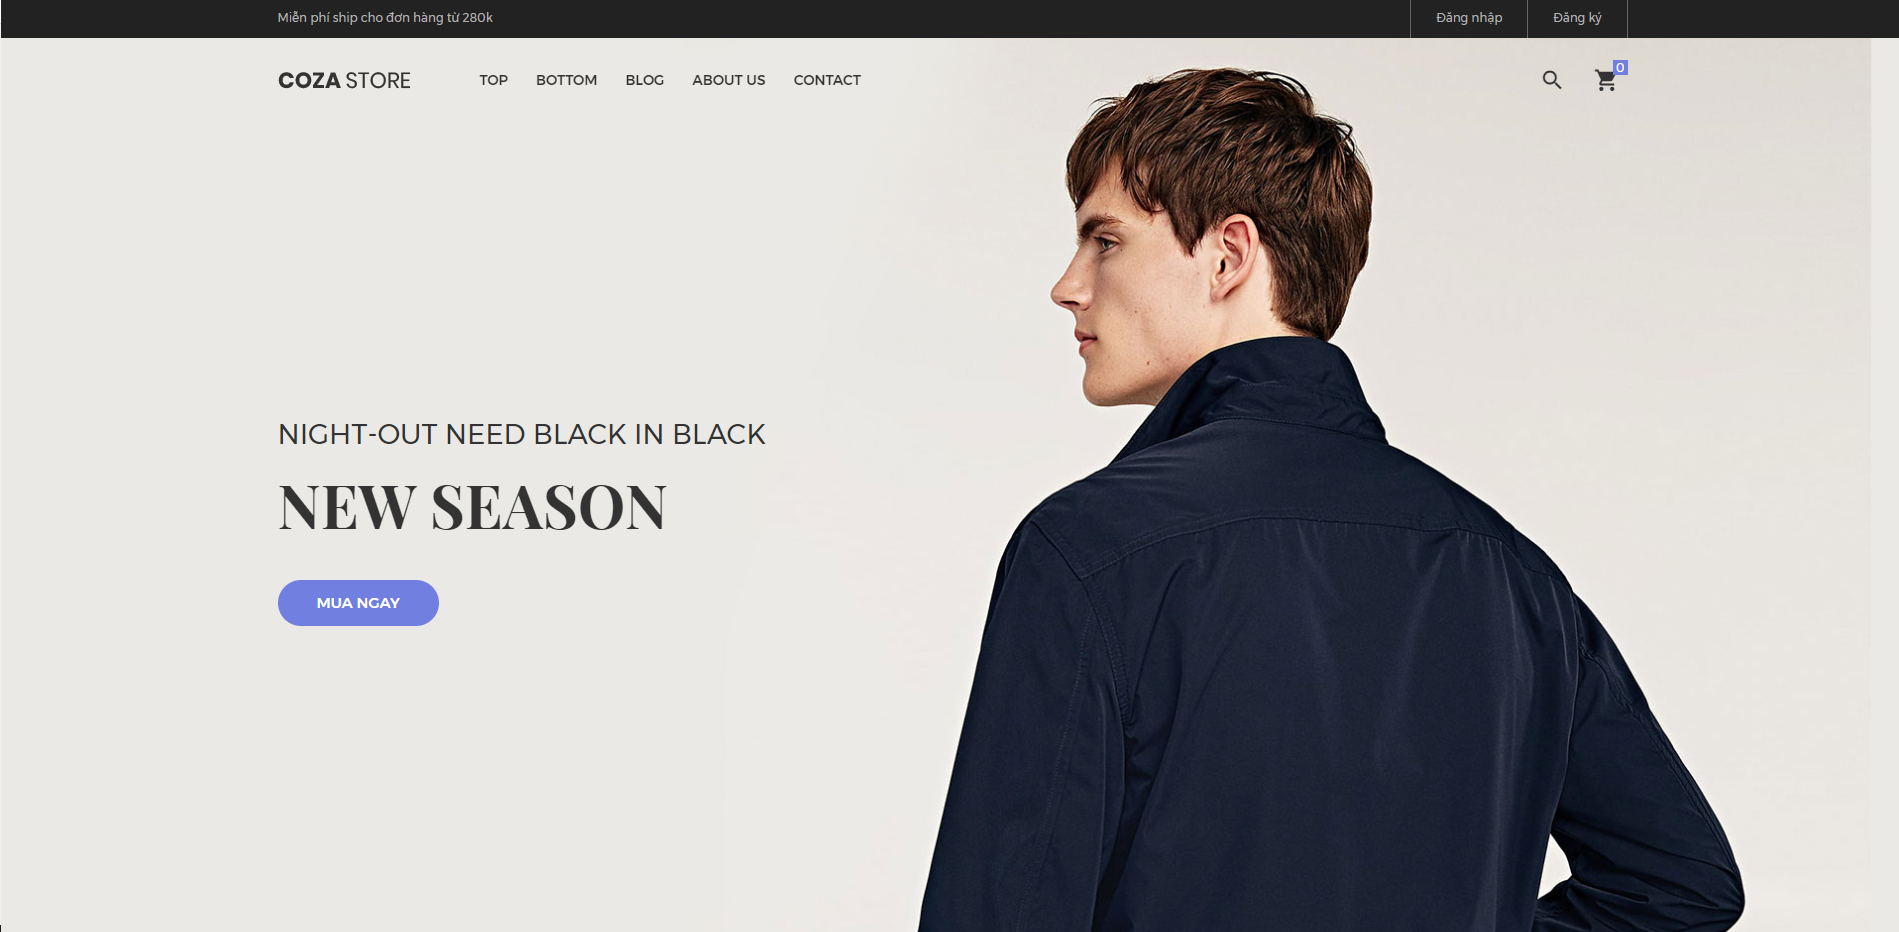 Miễn phí ship cho đơn hàng từ 280k
Đăng nhập
Đăng ký
COZA STORE
TOP
BOTTOM
BLOG
ABOUT US
CONTACT
0
NIGHT-OUT NEED BLACK IN BLACK
NEW SEASON
MUA NGAY